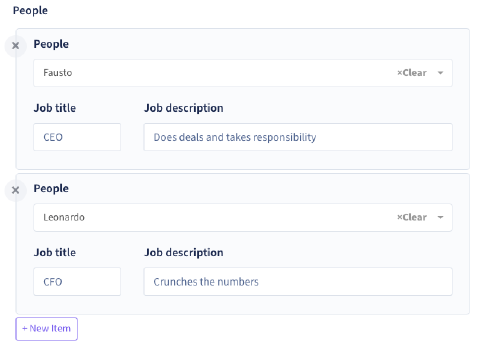 People
× People
Fausto ×Clear
Job title Job description
CEO Does deals and takes responsibility
× People
Leonardo ×Clear
Job title Job description
CFO Crunches the numbers
+ New Item